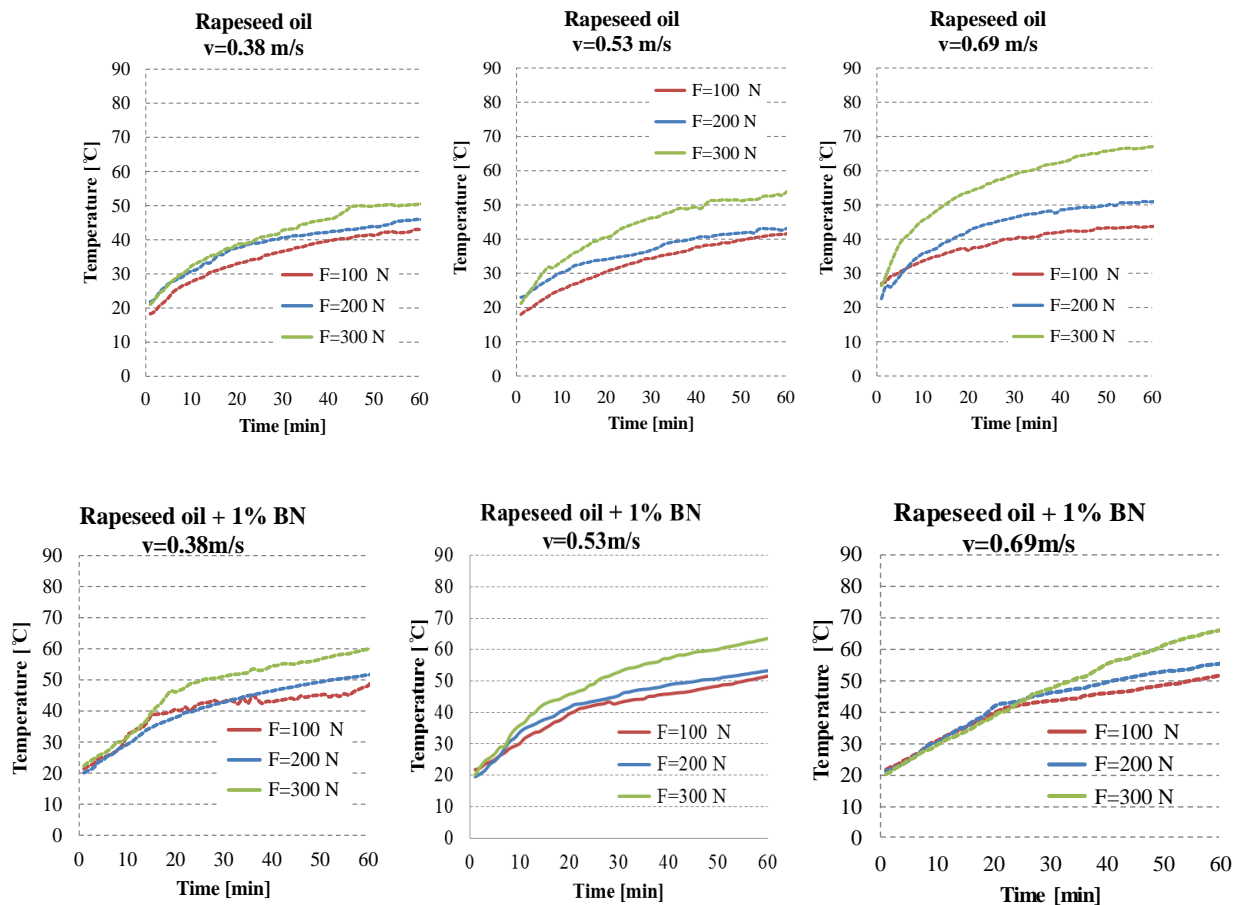 Rapeseed oil
v=0.38 m/s
90
80
70
60
50
40
30
20
10
0
Temperature [°C]
F=100 N
F=200 N
F=300 N
0 10 20 30 40 50 60
Time [min]
Rapeseed oil
v=0.53 m/s
90
80
70
60
50
40
30
20
10
0
Temperature [°C]
F=100 N
F=200 N
F=300 N
0 10 20 30 40 50 60
Time [min]
Rapeseed oil
v=0.69 m/s
90
80
70
60
50
40
30
20
10
0
Temperature [°C]
F=100 N
F=200 N
F=300 N
0 10 20 30 40 50 60
Time [min]
Rapeseed oil + 1% BN
v=0.38m/s
90
80
70
60
50
40
30
20
10
0
Temperature [°C]
F=100 N
F=200 N
F=300 N
0 10 20 30 40 50 60
Time [min]
Rapeseed oil + 1% BN
v=0.53m/s
90
80
70
60
50
40
30
20
10
0
Temperature [°C]
F=100 N
F=200 N
F=300 N
0 10 20 30 40 50 60
Time [min]
Rapeseed oil + 1% BN
v=0.69m/s
90
80
70
60
50
40
30
20
10
0
Temperature [°C]
F=100 N
F=200 N
F=300 N
0 10 20 30 40 50 60
Time [min]